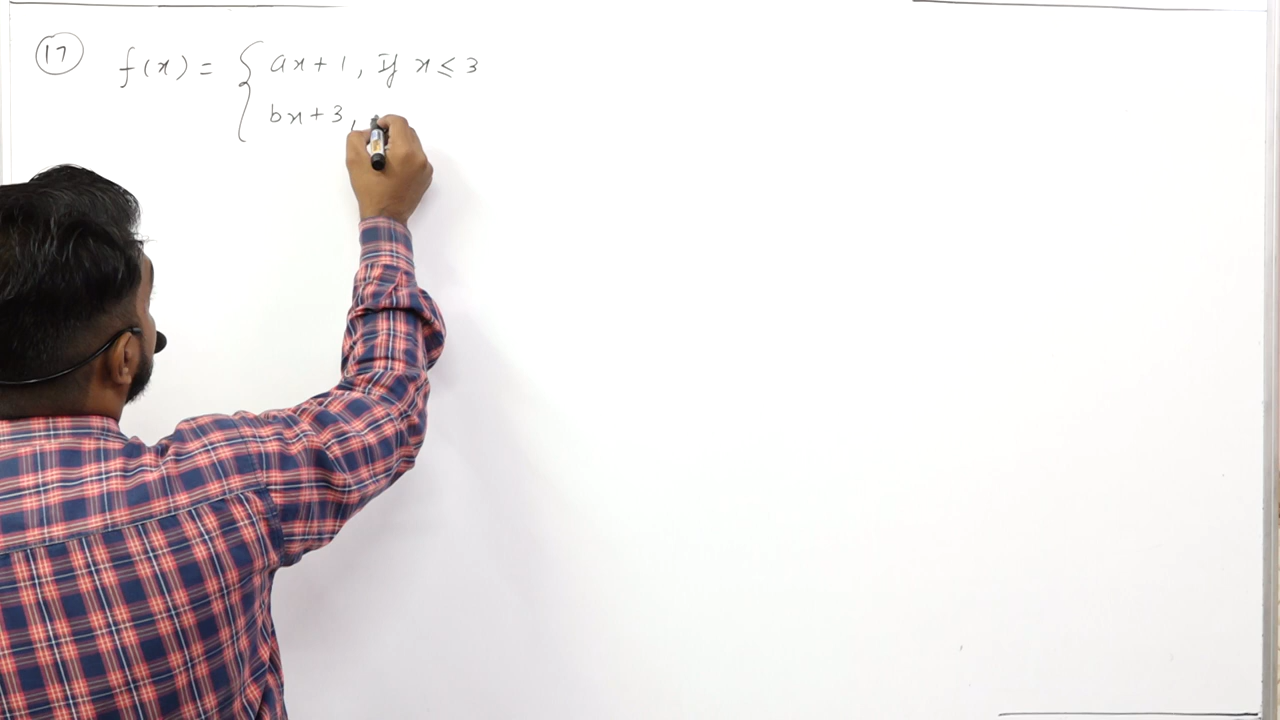 17 f(x) = { ax+1, If x ≤ 3
bx+3,